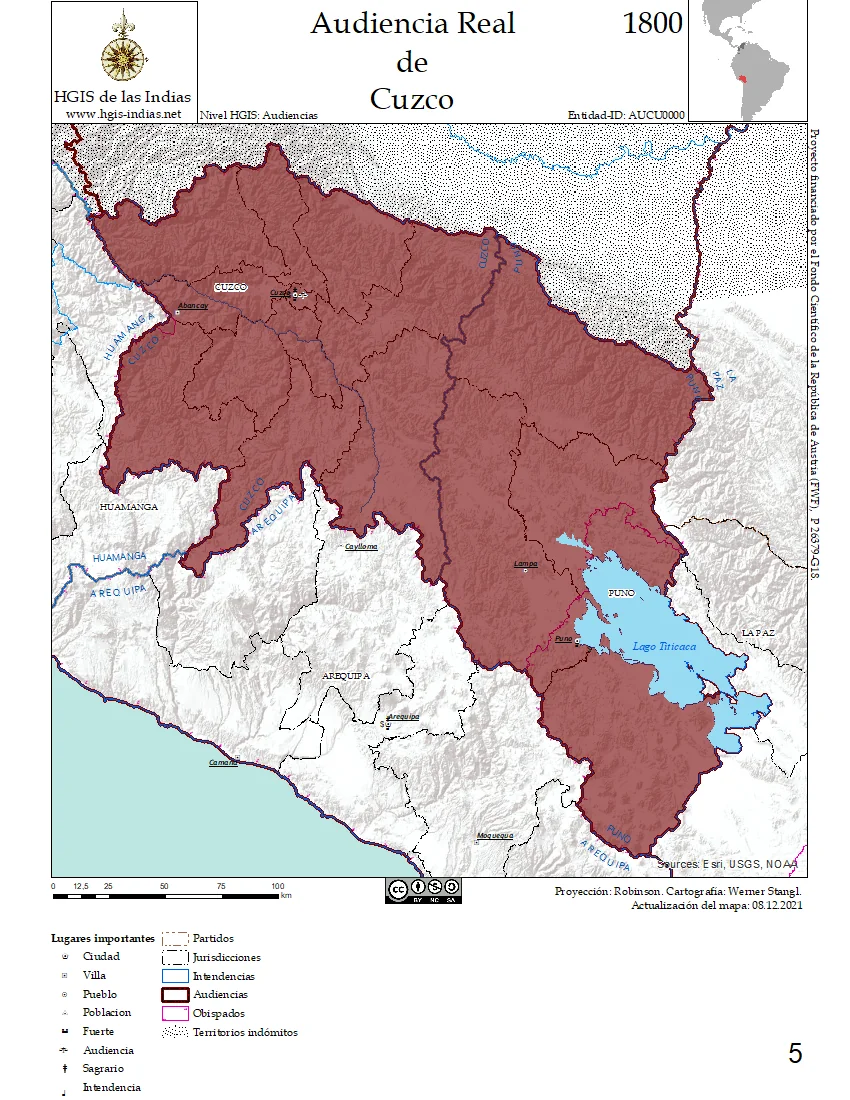 Audiencia Real
de
Cuzco
1800
HGIS de las Indias
www.hgis-indias.net
Nivel HGIS: Audiencias
Entidad-ID: AUCU0000
Proyecto financiado por el Fondo Científico de la República de Austria (FWF), P 26379-G18.
CUZCO
PUNO
CUZCO
Cuzco
Abancay
HUAMANGA
CUZCO
LA PAZ
PUNO
HUAMANGA
CUZCO
AREQUIPA
Caylloma
HUAMANGA
AREQUIPA
Lampa
PUNO
LA PAZ
Puno
Lago Titicaca
AREQUIPA
Arequipa
Camaná
Moquegua
PUNO
AREQUIPA
Sources: Esri, USGS, NOAA
0 12,5 25 50 75 100
km
CC BY NC SA
Proyección: Robinson. Cartografía: Werner Stangl.
Actualización del mapa: 08.12.2021
Lugares importantes
Ciudad
Villa
Pueblo
Poblacion
Fuerte
Audiencia
Sagrario
Intendencia
Partidos
Jurisdicciones
Intendencias
Audiencias
Obispados
Territorios indómitos
5